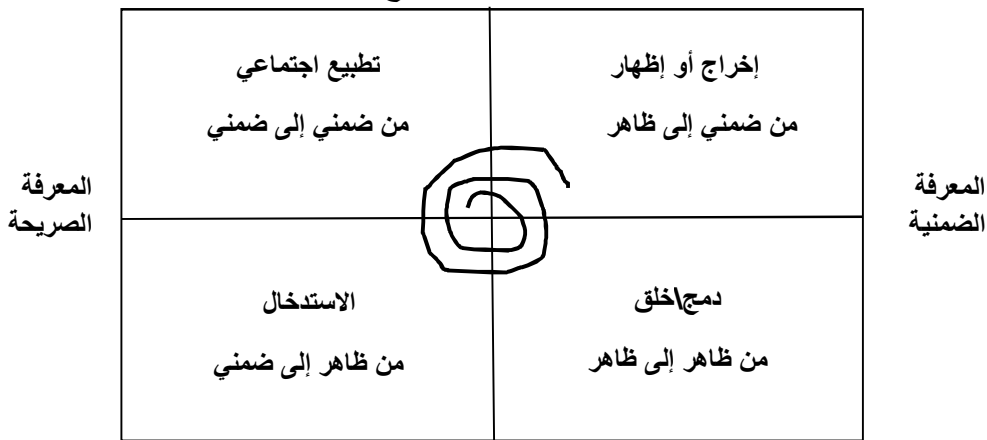 إخراج أو إظهار
من ضمني إلى ظاهر
تطبيع اجتماعي
من ضمني إلى ضمني
المعرفة
الضمنية
المعرفة
الصريحة
دمج\خلق
من ظاهر إلى ظاهر
الاستدخال
من ظاهر إلى ضمني